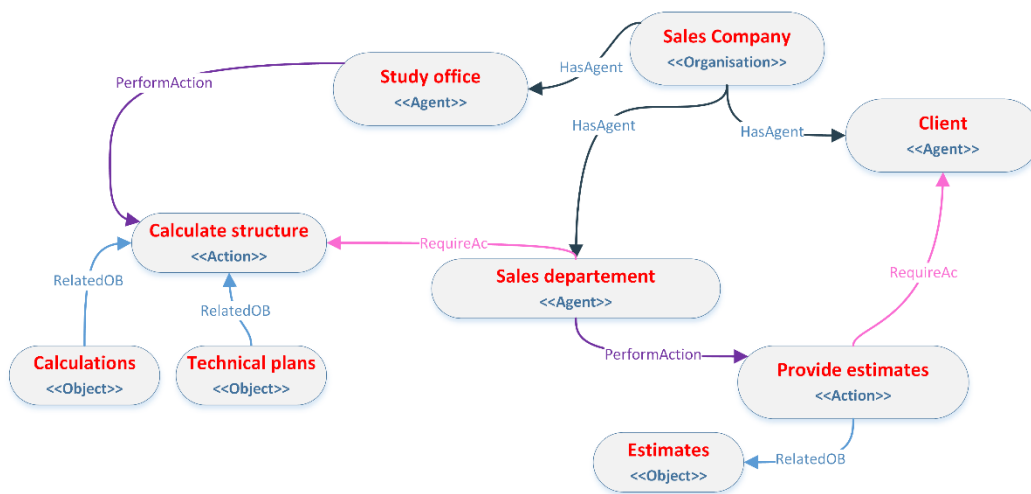 Sales Company
<<Organisation>>
HasAgent
Study office
<<Agent>>
PerformAction
HasAgent
HasAgent
Client
<<Agent>>
Calculate structure
<<Action>>
RequireAc
Sales departement
<<Agent>>
RequireAc
RelatedOB
RelatedOB
Calculations
<<Object>>
Technical plans
<<Object>>
PerformAction
Provide estimates
<<Action>>
Estimates
<<Object>>
RelatedOB